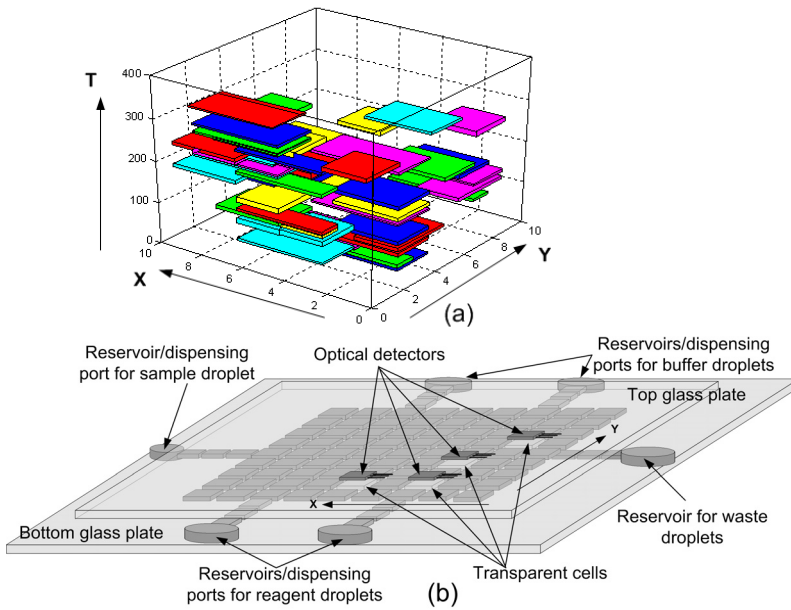 T
400
300
200
100
0
10
8
6
4
2
0
X
0
2
4
6
8
10
Y
(a)
Reservoir/dispensing
port for sample droplet
Optical detectors
Reservoirs/dispensing
ports for buffer droplets
Top glass plate
Y
X
Bottom glass plate
Reservoir for waste
droplets
Reservoirs/dispensing
ports for reagent droplets
Transparent cells
(b)